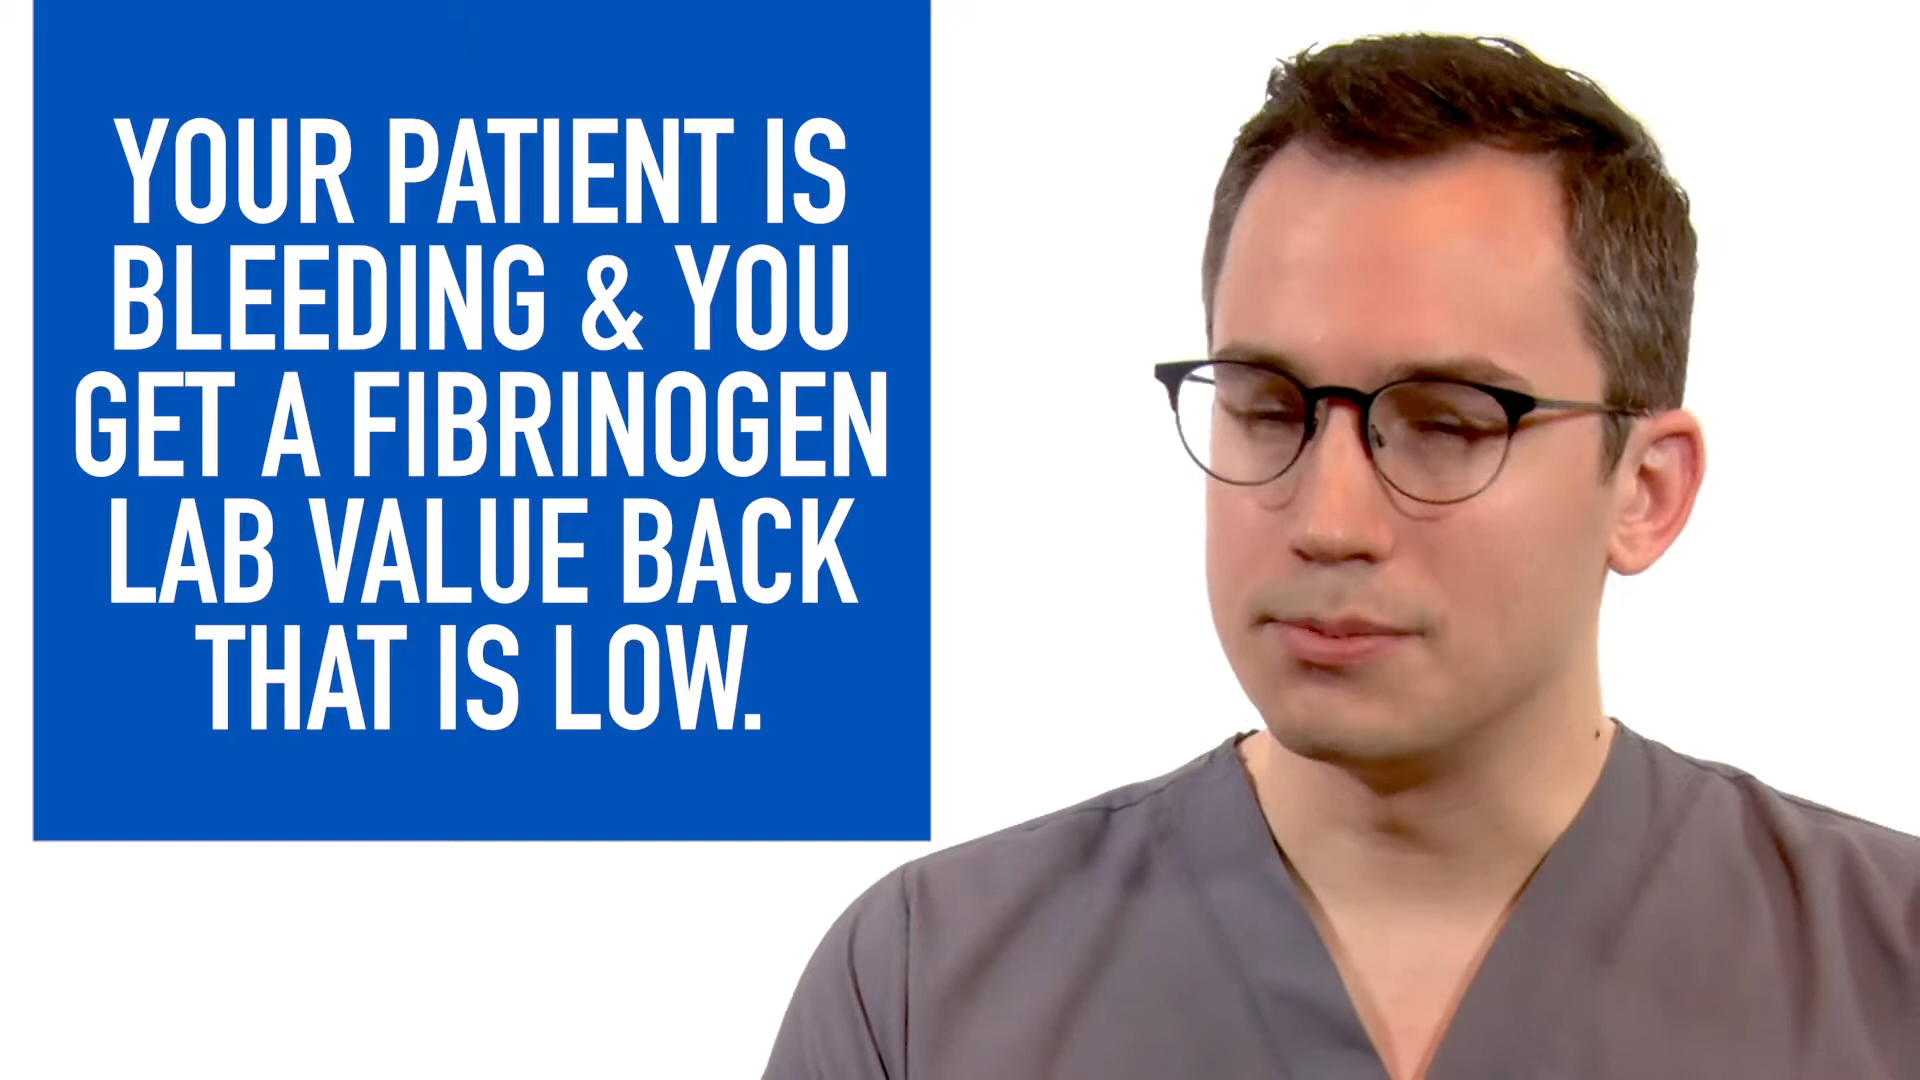 YOUR PATIENT IS
BLEEDING & YOU
GET A FIBRINOGEN
LAB VALUE BACK
THAT IS LOW.